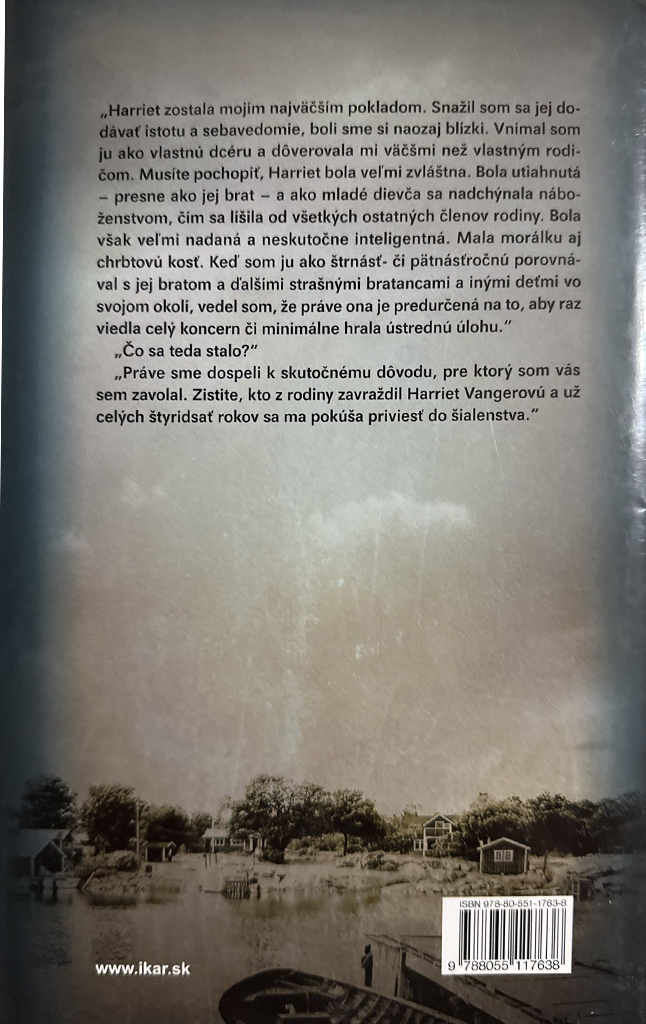 „Harriet zostala mojím najväčším pokladom. Snažil som sa jej do-
dávať istotu a sebavedomie, boli sme si naozaj blízki. Vnímal som
ju ako vlastnú dcéru a dôverovala mi väčšmi než vlastným rodi-
čom. Musíte pochopiť, Harriet bola veľmi zvláštna. Bola utiahnutá
– presne ako jej brat – a ako mladé dievča sa nadchýnala nábo-
ženstvom, čím sa líšila od všetkých ostatných členov rodiny. Bola
však veľmi nadaná a neskutočne inteligentná. Mala morálku aj
chrbtovú kosť. Keď som ju ako štrnásť- či pätnásťročnú porovná-
val s jej bratom a ďalšími strašnými bratancami a inými deťmi vo
svojom okolí, vedel som, že práve ona je predurčená na to, aby raz
viedla celý koncern či minimálne hrala ústrednú úlohu.“
„Čo sa teda stalo?“
„Práve sme dospeli k skutočnému dôvodu, pre ktorý som vás
sem zavolal. Zistite, kto z rodiny zavraždil Harriet Vangerovú a už
celých štyridsať rokov sa ma pokúša priviesť do šialenstva.“
ISBN 978-80-551-1763-8
9 788055 117638
www.ikar.sk